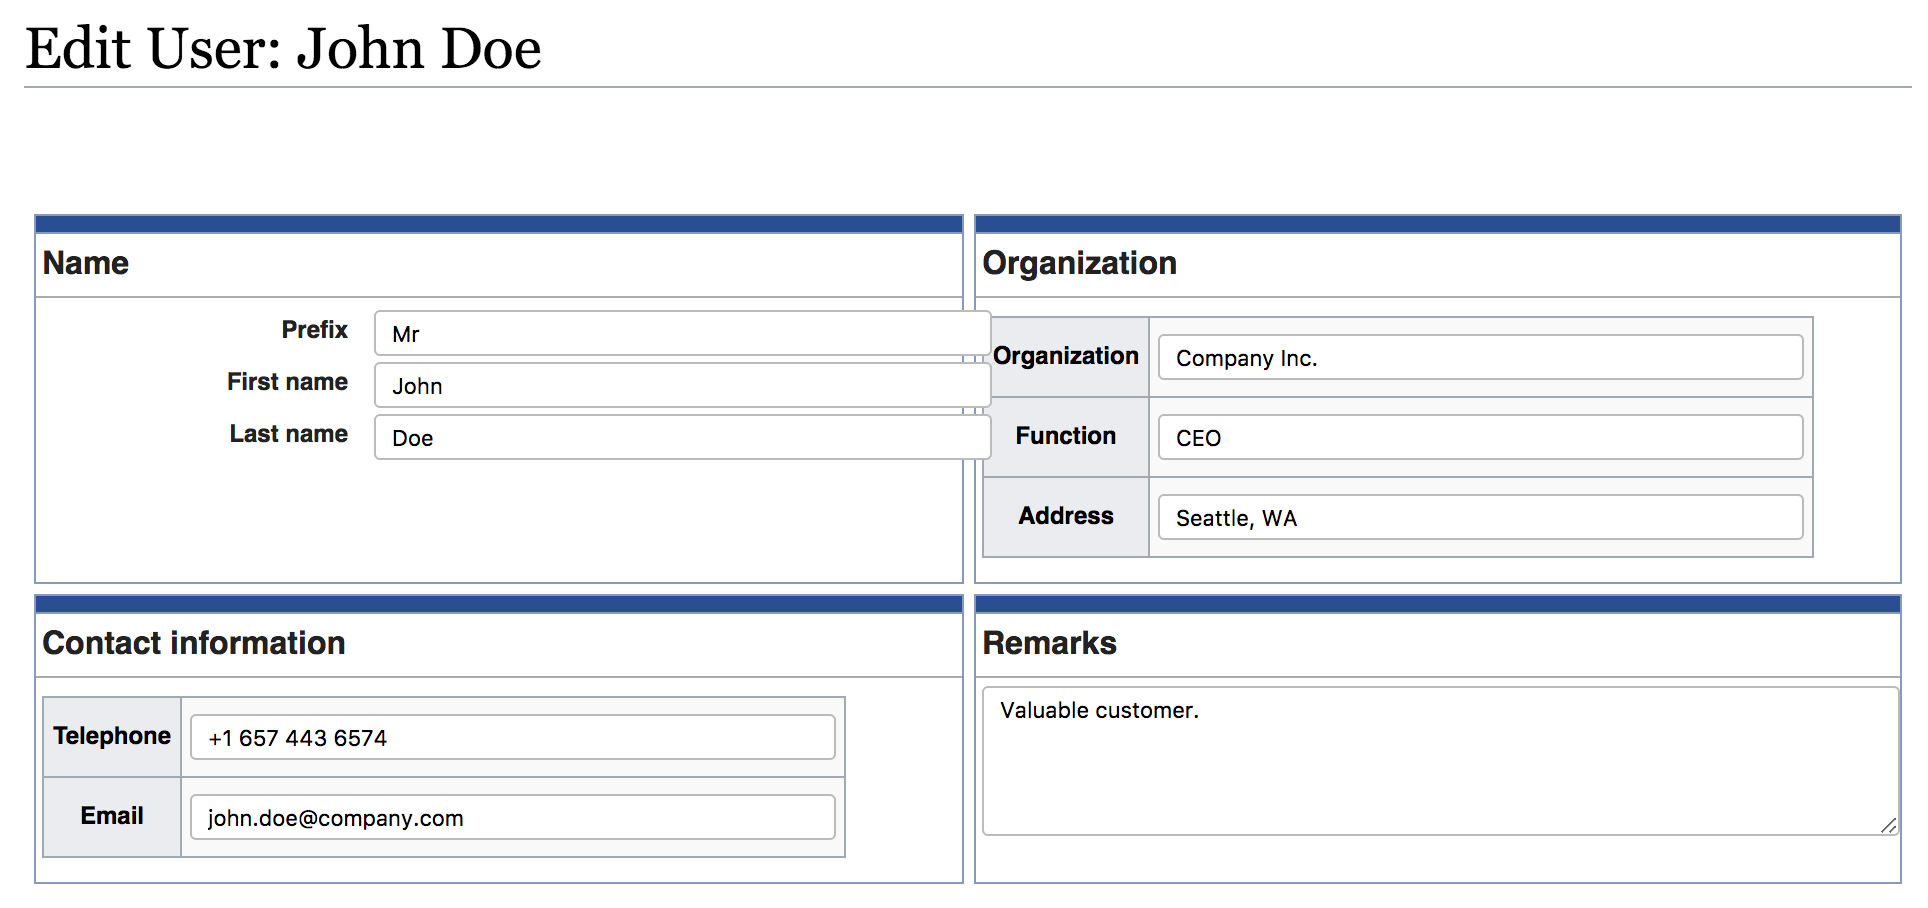 Edit User: John Doe
Name
Prefix Mr
First name John
Last name Doe
Organization
Organization Company Inc.
Function CEO
Address Seattle, WA
Contact information
Telephone +1 657 443 6574
Email john.doe@company.com
Remarks
Valuable customer.